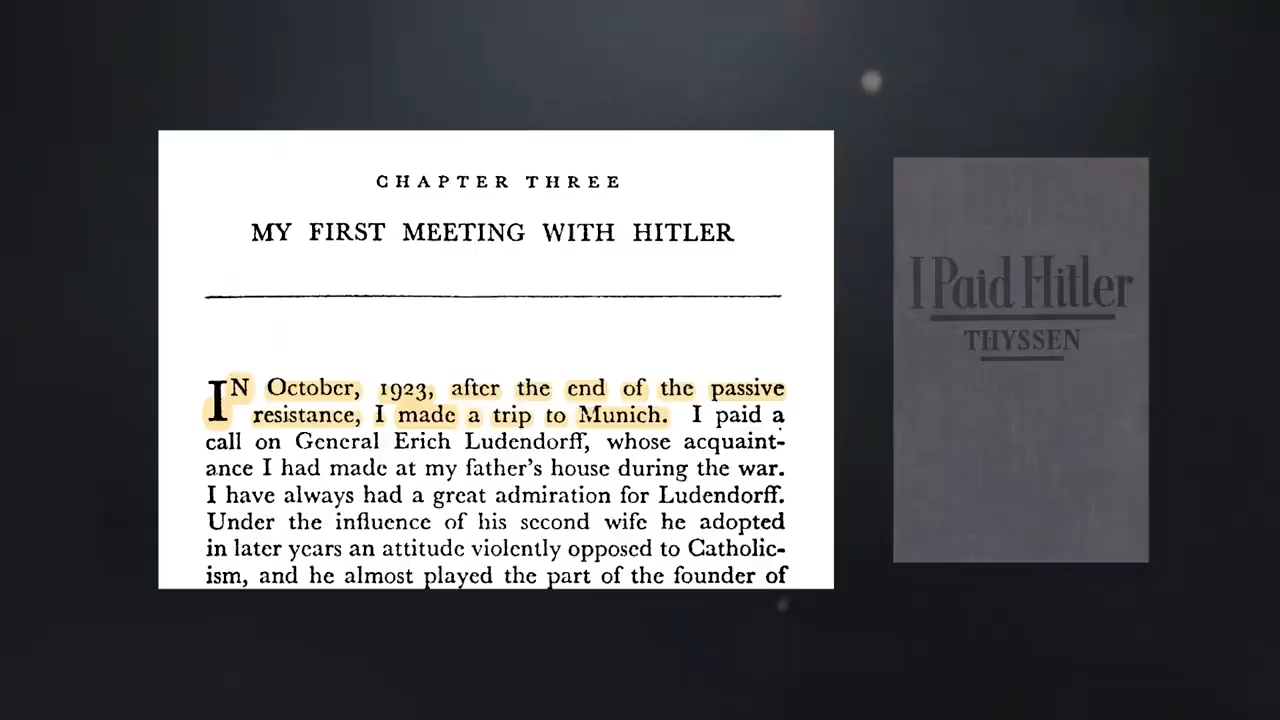 CHAPTER THREE
MY FIRST MEETING WITH HITLER
IN October, 1923, after the end of the passive
resistance, I made a trip to Munich. I paid a
call on General Erich Ludendorff, whose acquaint-
ance I had made at my father's house during the war.
I have always had a great admiration for Ludendorff.
Under the influence of his second wife he adopted
in later years an attitude violently opposed to Catholic-
ism, and he almost played the part of the founder of
I Paid Hitler
THYSSEN